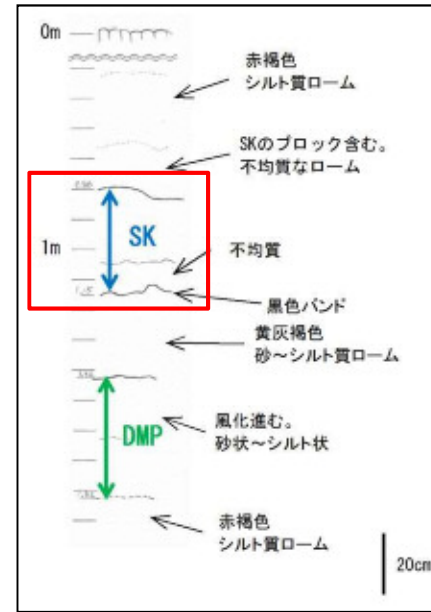 0m
赤褐色
シルト質ローム
SKのブロック含む。
不均質なローム
SK
1m
不均質
黒色バンド
黄灰褐色
砂～シルト質ローム
DMP
風化進む。
砂状～シルト状
赤褐色
シルト質ローム
20cm